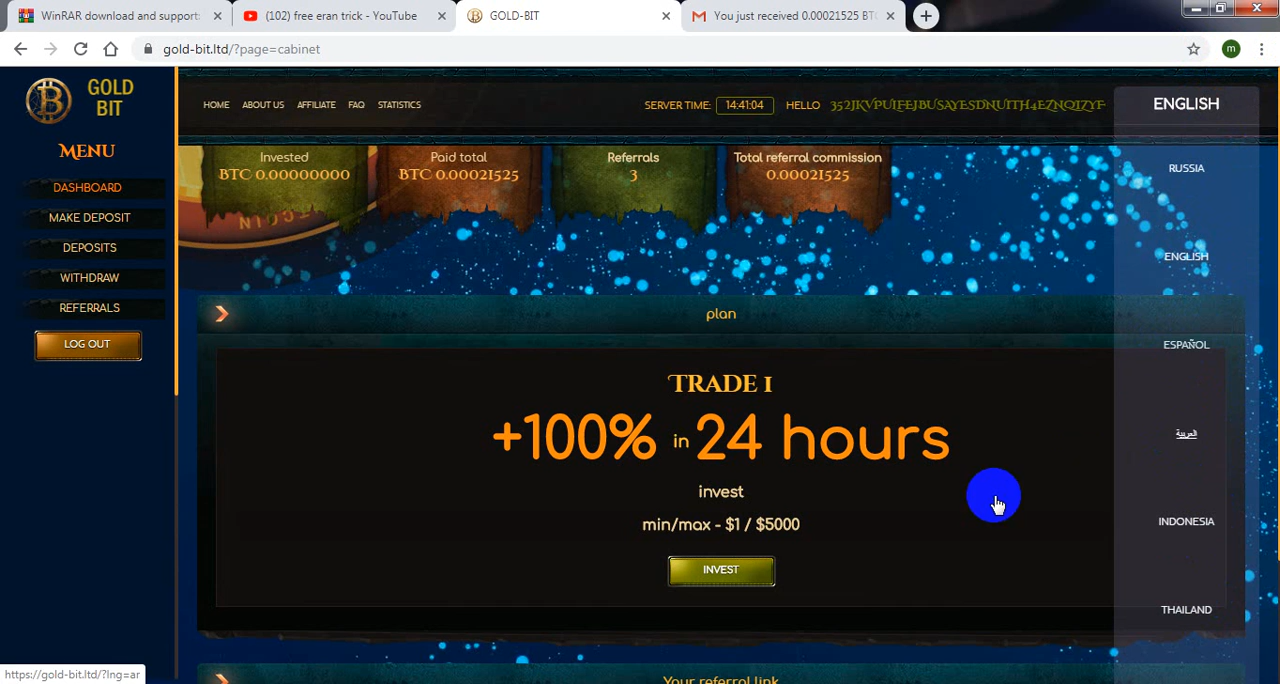 WinRAR download and support:
(102) free eran trick - YouTube
GOLD-BIT
You just received 0.00021525 BTC
gold-bit.ltd/?page=cabinet
m
GOLD
BIT
HOME ABOUT US AFFILIATE FAQ STATISTICS
SERVER TIME: 14:41:04 HELLO
ENGLISH
MENU
DASHBOARD
MAKE DEPOSIT
DEPOSITS
WITHDRAW
REFERRALS
LOG OUT
Invested
BTC 0.00000000
Paid total
BTC 0.00021525
Referrals
3
Total referral commission
0.00021525
plan
TRADE 1
+100% in 24 hours
invest
min/max - $1 / $5000
INVEST
Your referral link
RUSSIA
ENGLISH
ESPAÑOL
العربية
INDONESIA
THAILAND
https://gold-bit.ltd/?lng=ar